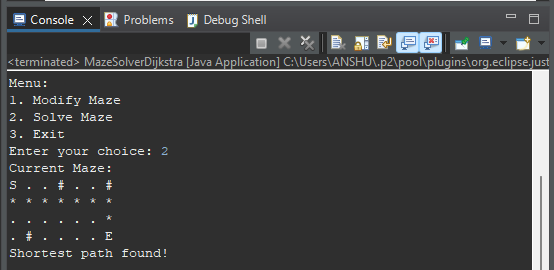 Console Problems Debug Shell
<terminated> MazeSolverDijkstra [Java Application] C:\Users\ANSHU\.p2\pool\plugins\org.eclipse.just
Menu:
1. Modify Maze
2. Solve Maze
3. Exit
Enter your choice: 2
Current Maze:
S . . # . . #
* * * * * * *
. . . . . . *
. # . . . . E
Shortest path found!